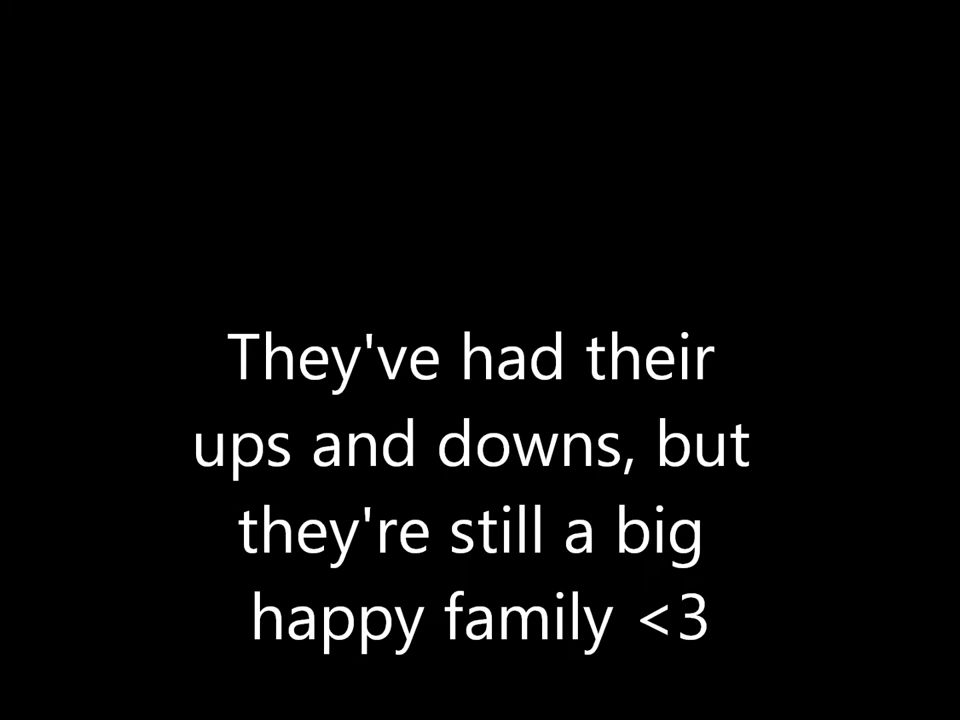 They've had their
ups and downs, but
they're still a big
happy family <3